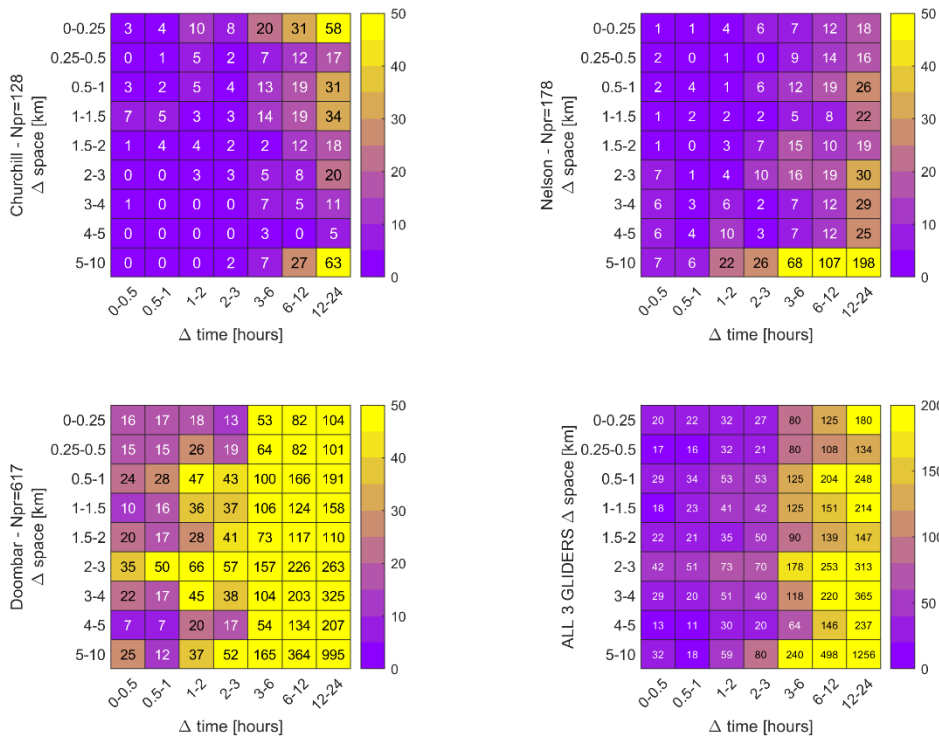 Churchill - Npr=128
Δ space [km]
0-0.25 3 4 10 8 20 31 58
0.25-0.5 0 1 5 2 7 12 17
0.5-1 3 2 5 4 13 19 31
1-1.5 7 5 3 3 14 19 34
1.5-2 1 4 4 2 2 12 18
2-3 0 0 3 3 5 8 20
3-4 1 0 0 0 7 5 11
4-5 0 0 0 0 3 0 5
5-10 0 0 0 2 7 27 63
0-0.5 0.5-1 1-2 2-3 3-6 6-12 12-24
Δ time [hours]
50
40
30
20
10
0
Nelson - Npr=178
Δ space [km]
0-0.25 1 1 4 6 7 12 18
0.25-0.5 2 0 1 0 9 14 16
0.5-1 2 4 1 6 12 19 26
1-1.5 1 2 2 2 5 8 22
1.5-2 1 0 3 7 15 10 19
2-3 7 1 4 10 16 19 30
3-4 6 3 6 2 7 12 29
4-5 6 4 10 3 7 12 25
5-10 7 6 22 26 68 107 198
0-0.5 0.5-1 1-2 2-3 3-6 6-12 12-24
Δ time [hours]
50
40
30
20
10
0
Doombar - Npr=617
Δ space [km]
0-0.25 16 17 18 13 53 82 104
0.25-0.5 15 15 26 19 64 82 101
0.5-1 24 28 47 43 100 166 191
1-1.5 10 16 36 37 106 124 158
1.5-2 20 17 28 41 73 117 110
2-3 35 50 66 57 157 226 263
3-4 22 17 45 38 104 203 325
4-5 7 7 20 17 54 134 207
5-10 25 12 37 52 165 364 995
0-0.5 0.5-1 1-2 2-3 3-6 6-12 12-24
Δ time [hours]
50
40
30
20
10
0
ALL 3 GLIDERS Δ space [km]
0-0.25 20 22 32 27 80 125 180
0.25-0.5 17 16 32 21 80 108 134
0.5-1 29 34 53 53 125 204 248
1-1.5 18 23 41 42 125 151 214
1.5-2 22 21 35 50 90 139 147
2-3 42 51 73 70 178 253 313
3-4 29 20 51 40 118 220 365
4-5 13 11 30 20 64 146 237
5-10 32 18 59 80 240 498 1256
0-0.5 0.5-1 1-2 2-3 3-6 6-12 12-24
Δ time [hours]
200
150
100
50
0